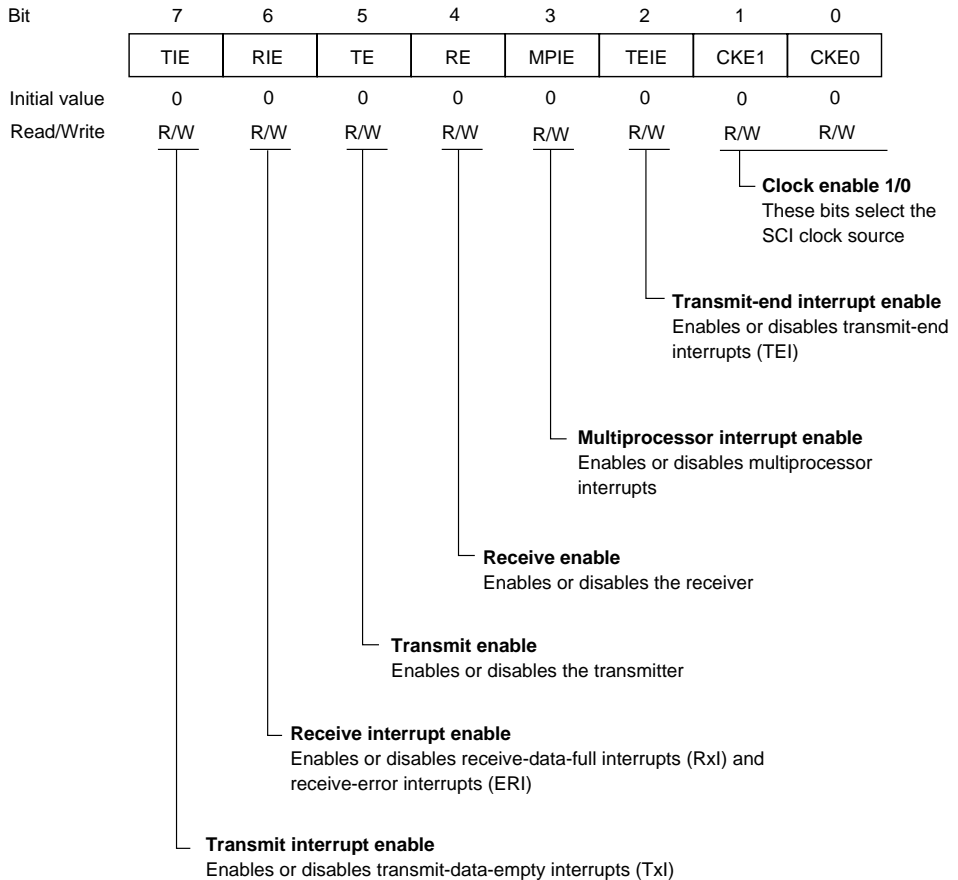 Bit 7 6 5 4 3 2 1 0
TIE RIE TE RE MPIE TEIE CKE1 CKE0
Initial value 0 0 0 0 0 0 0 0
Read/Write R/W R/W R/W R/W R/W R/W R/W R/W
Clock enable 1/0
These bits select the
SCI clock source
Transmit-end interrupt enable
Enables or disables transmit-end
interrupts (TEI)
Multiprocessor interrupt enable
Enables or disables multiprocessor
interrupts
Receive enable
Enables or disables the receiver
Transmit enable
Enables or disables the transmitter
Receive interrupt enable
Enables or disables receive-data-full interrupts (RxI) and
receive-error interrupts (ERI)
Transmit interrupt enable
Enables or disables transmit-data-empty interrupts (TxI)